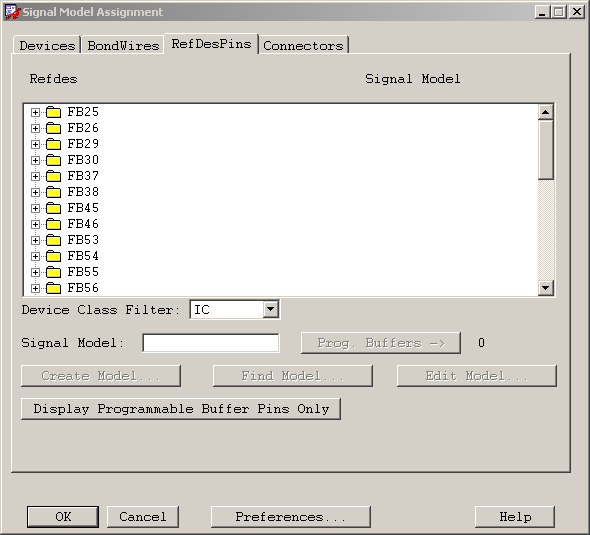 Signal Model Assignment
Devices BondWires RefDesPins Connectors
Refdes Signal Model
FB25
FB26
FB29
FB30
FB37
FB38
FB45
FB46
FB53
FB54
FB55
FB56
Device Class Filter: IC
Signal Model: Prog. Buffers -> 0
Create Model... Find Model... Edit Model...
Display Programmable Buffer Pins Only
OK Cancel Preferences... Help